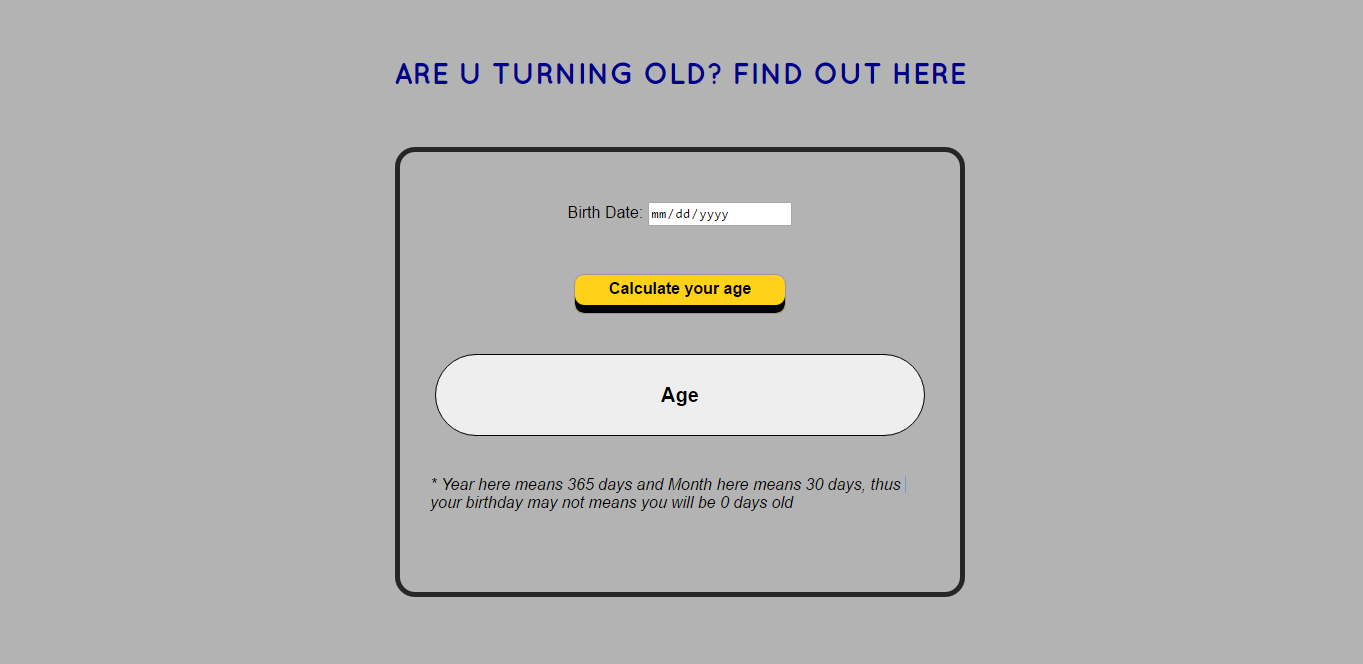 ARE U TURNING OLD? FIND OUT HERE
Birth Date: mm/dd/yyyy
Calculate your age
Age
* Year here means 365 days and Month here means 30 days, thus
your birthday may not means you will be 0 days old